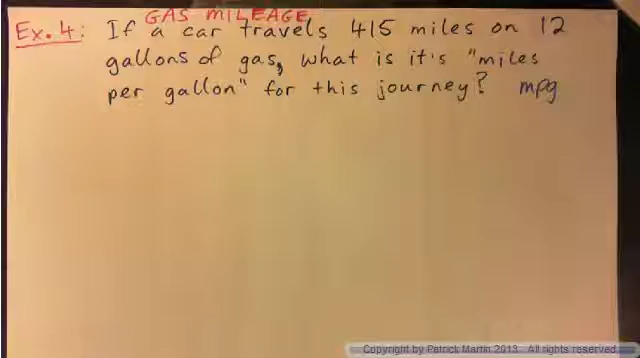 GAS MILEAGE
Ex. 4: If a car travels 415 miles on 12
gallons of gas, what is it's "miles
per gallon" for this journey? mpg
Copyright by Patrick Martin 2013. All rights reserved.